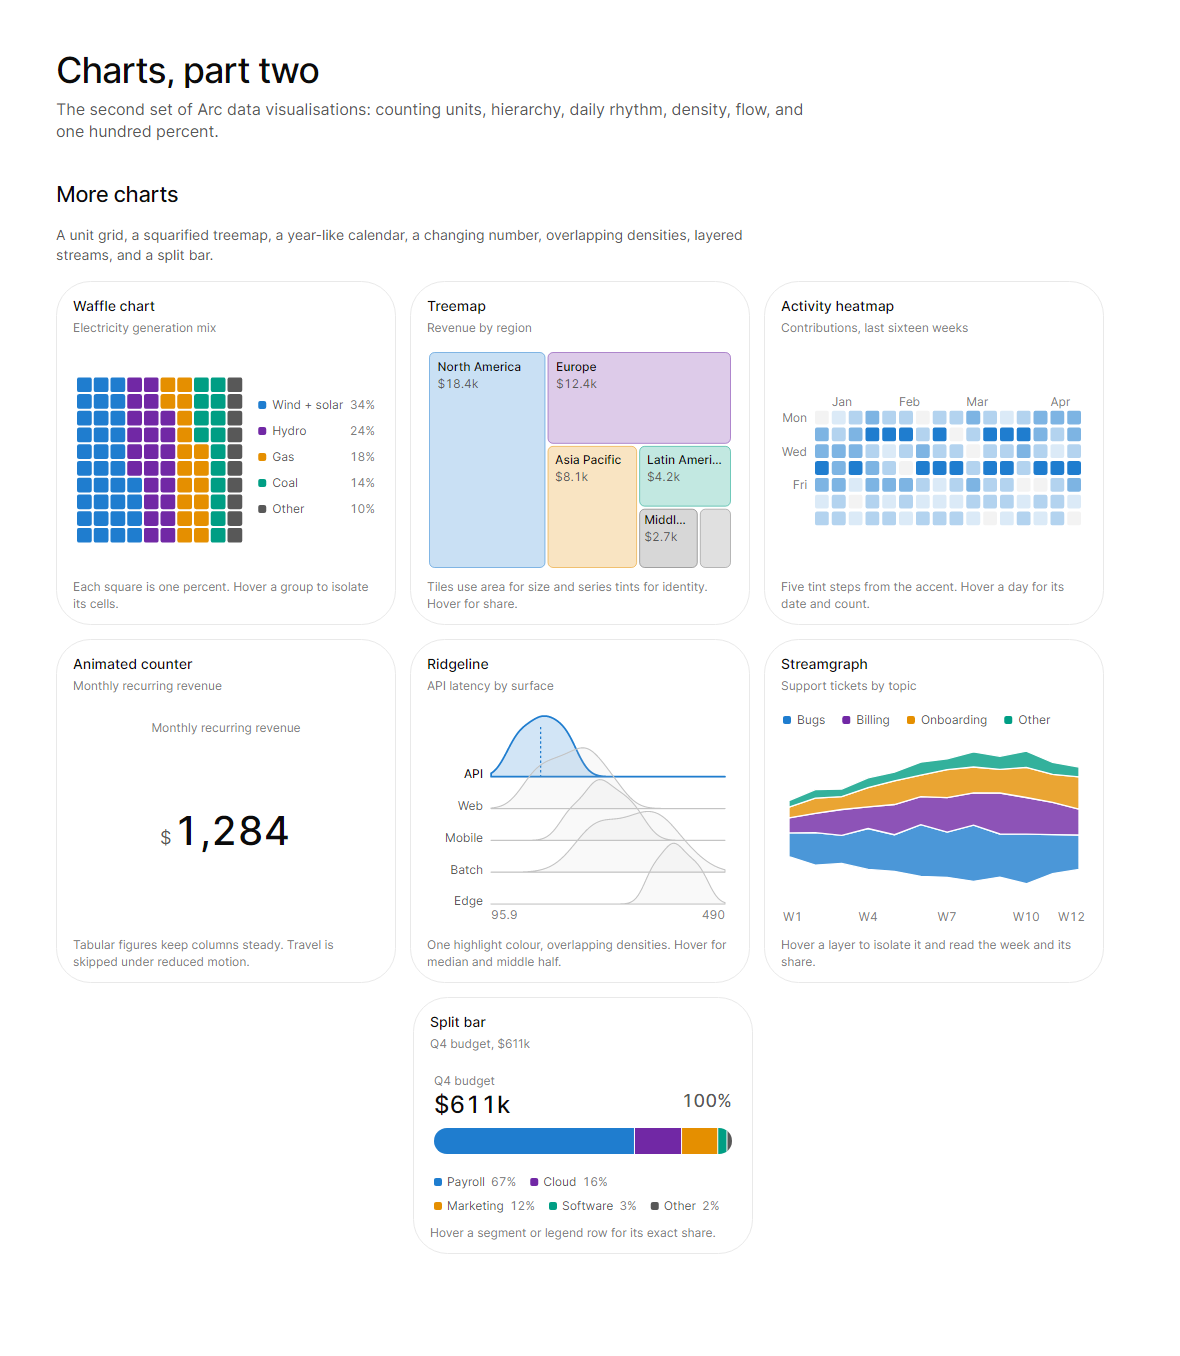 Charts, part two
The second set of Arc data visualisations: counting units, hierarchy, daily rhythm, density, flow, and
one hundred percent.
More charts
A unit grid, a squarified treemap, a year-like calendar, a changing number, overlapping densities, layered
streams, and a split bar.
Waffle chart
Electricity generation mix
Wind + solar 34%
Hydro 24%
Gas 18%
Coal 14%
Other 10%
Each square is one percent. Hover a group to isolate
its cells.
Treemap
Revenue by region
North America
$18.4k
Europe
$12.4k
Asia Pacific
$8.1k
Latin Ameri...
$4.2k
Middl...
$2.7k
Tiles use area for size and series tints for identity.
Hover for share.
Activity heatmap
Contributions, last sixteen weeks
Jan Feb Mar Apr
Mon
Wed
Fri
Five tint steps from the accent. Hover a day for its
date and count.
Animated counter
Monthly recurring revenue
Monthly recurring revenue
$ 1,284
Tabular figures keep columns steady. Travel is
skipped under reduced motion.
Ridgeline
API latency by surface
API
Web
Mobile
Batch
Edge
95.9 490
One highlight colour, overlapping densities. Hover for
median and middle half.
Streamgraph
Support tickets by topic
Bugs Billing Onboarding Other
W1 W4 W7 W10 W12
Hover a layer to isolate it and read the week and its
share.
Split bar
Q4 budget, $611k
Q4 budget
$611k 100%
Payroll 67% Cloud 16%
Marketing 12% Software 3% Other 2%
Hover a segment or legend row for its exact share.